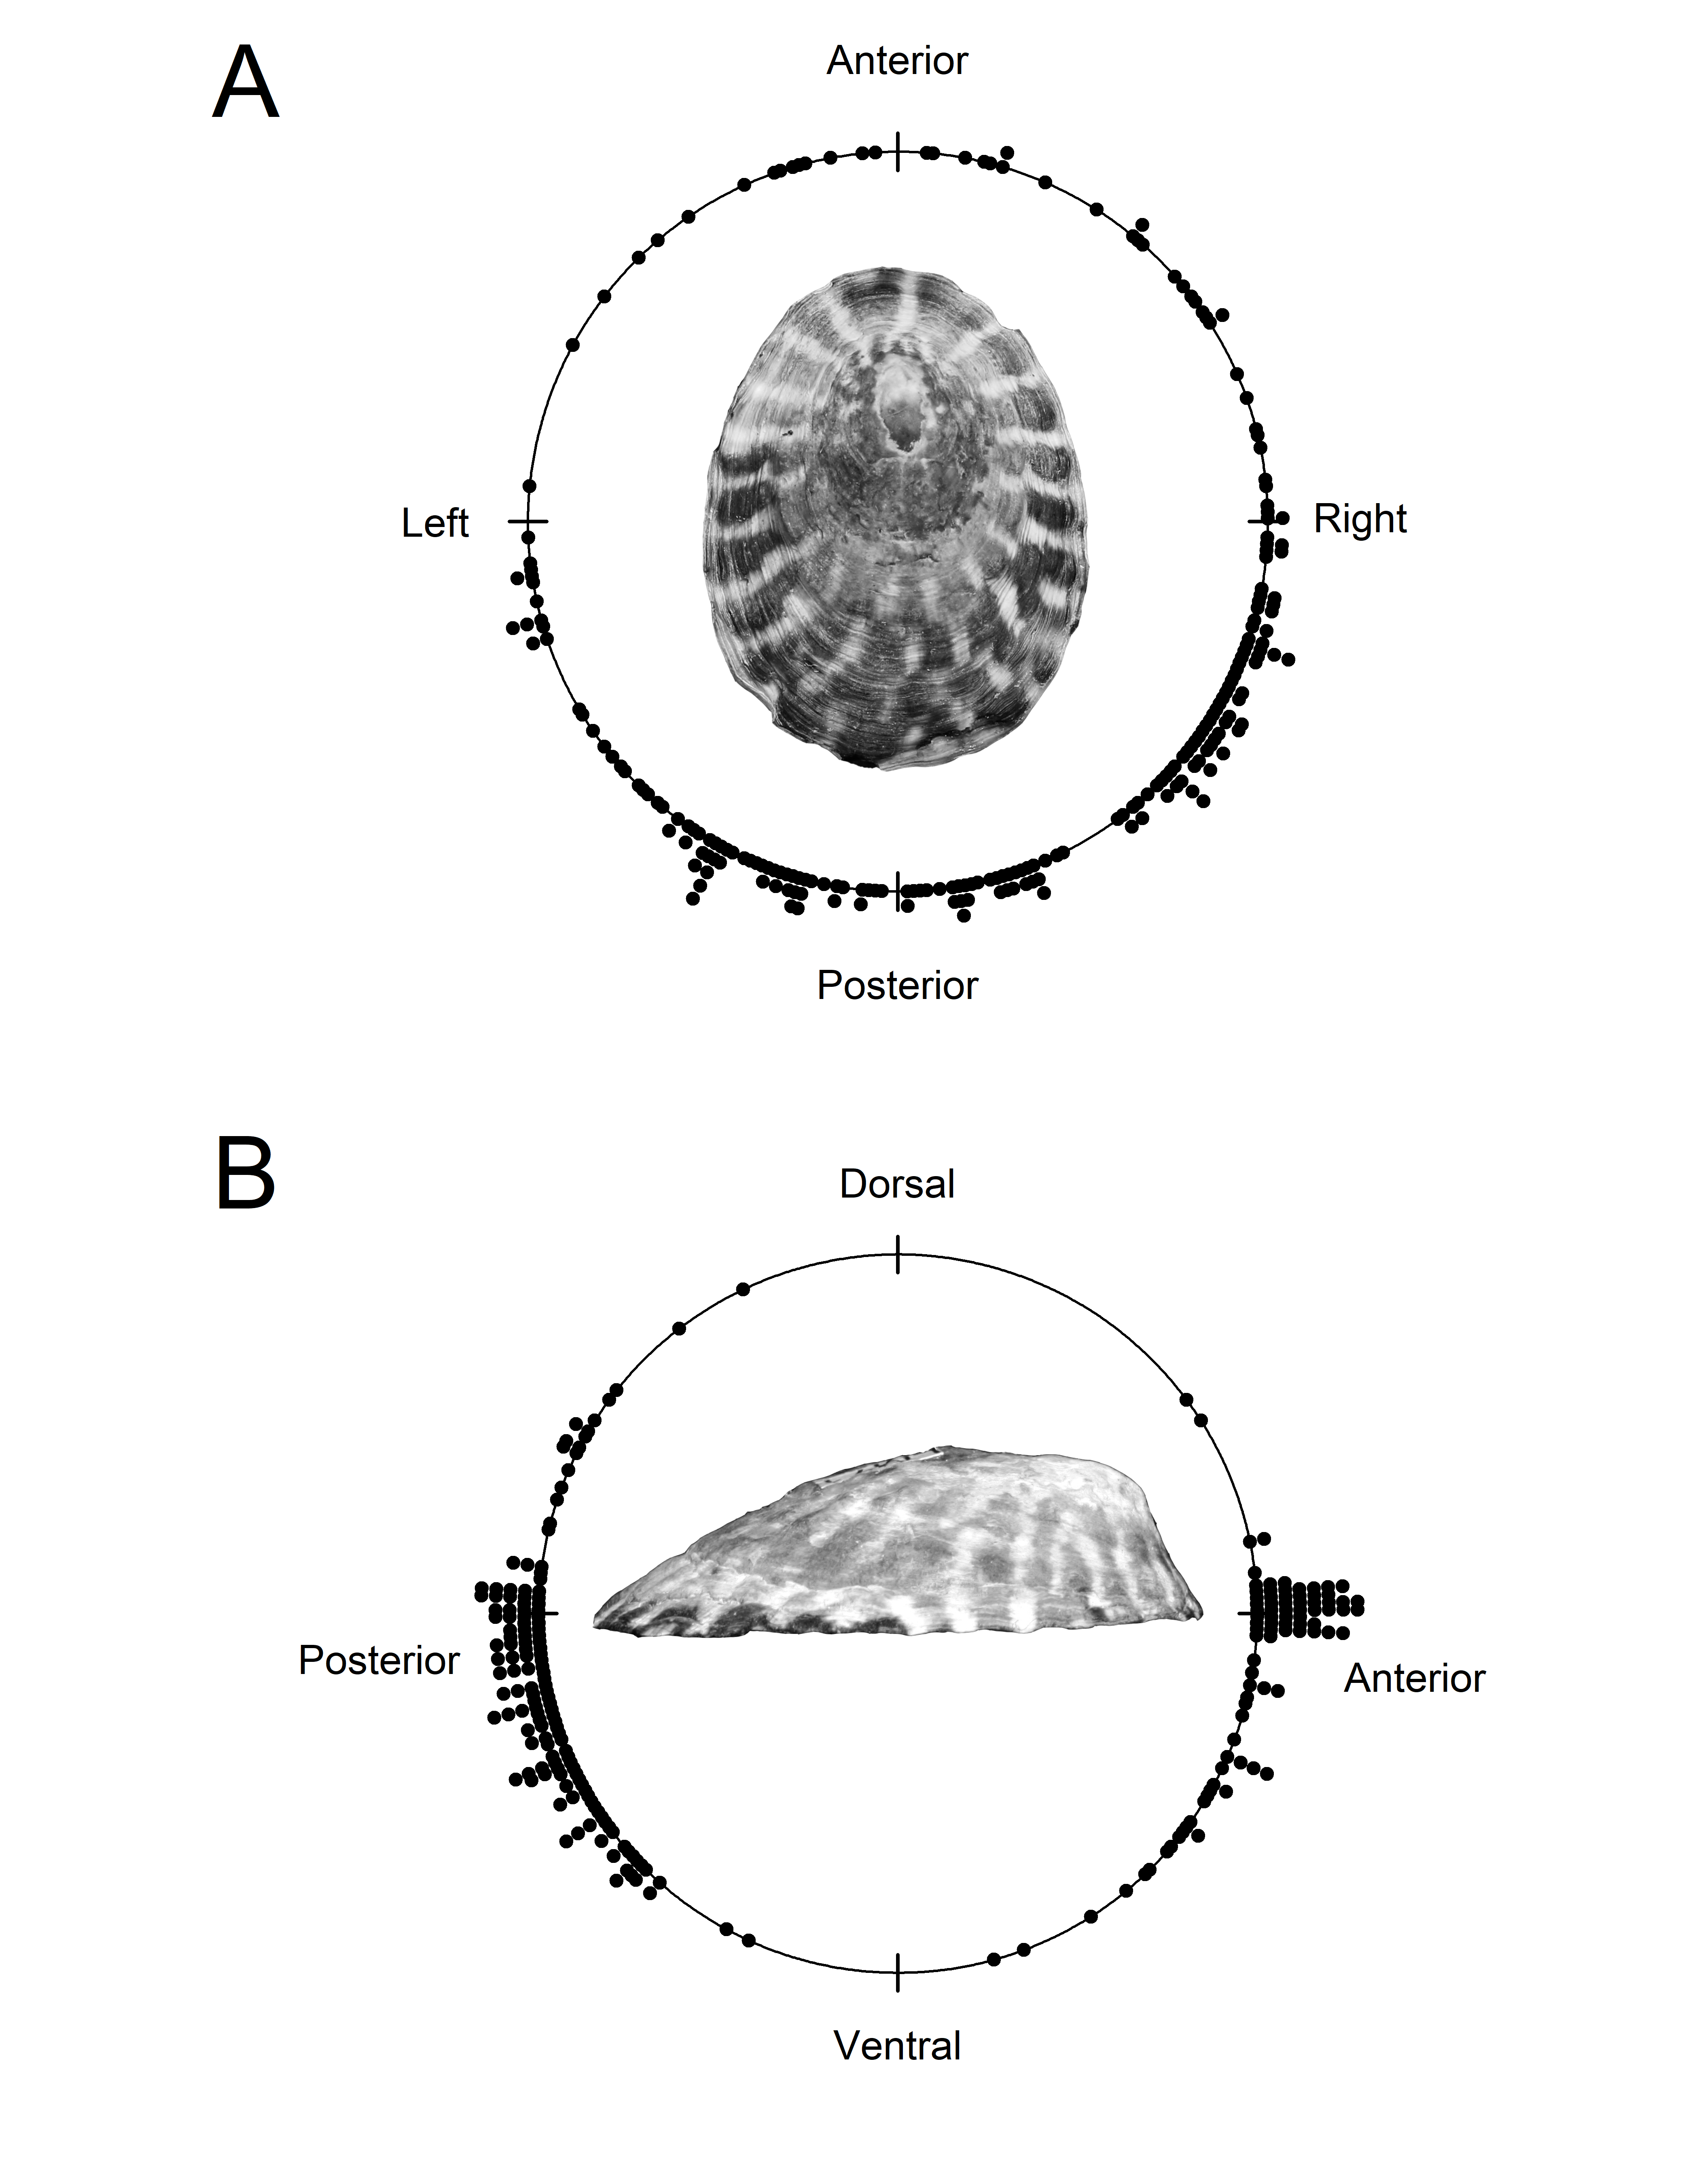 A
Anterior
Left
Right
Posterior
B
Dorsal
Posterior
Anterior
Ventral